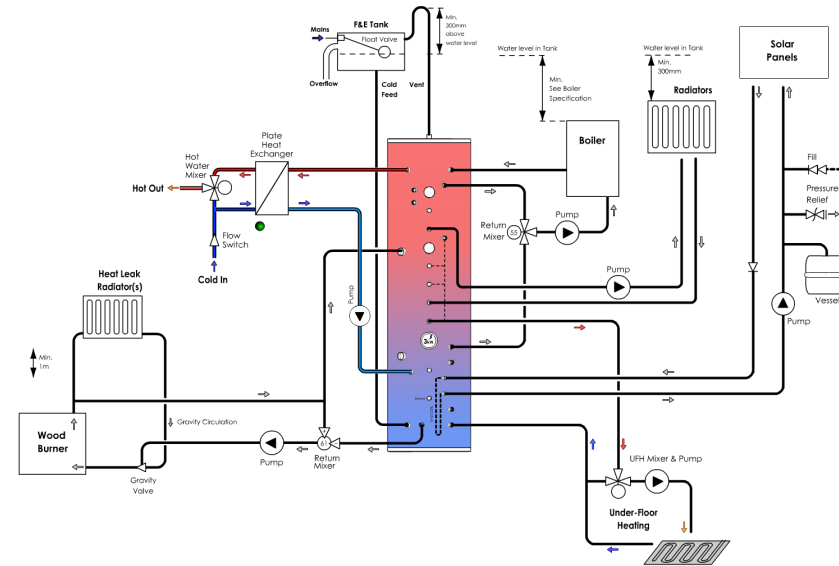 Mains
F&E Tank
Float Valve
Overflow
Cold
Feed
Vent
Min.
300mm
above
water level
Water level in Tank
Min.
See Boiler
Specification
Water level in Tank
Min.
300mm
Radiators
Solar
Panels
Boiler
Fill
Pressure
Relief
Vessel
Pump
Plate
Heat
Exchanger
Hot
Water
Mixer
Hot Out
Flow
Switch
Cold In
Return
Mixer
55
Pump
Pump
Pump
Heat Leak
Radiator(s)
Min.
1m
Gravity Circulation
Wood
Burner
Gravity
Valve
Pump
61
Return
Mixer
3kW
UFH Mixer & Pump
Under-Floor
Heating